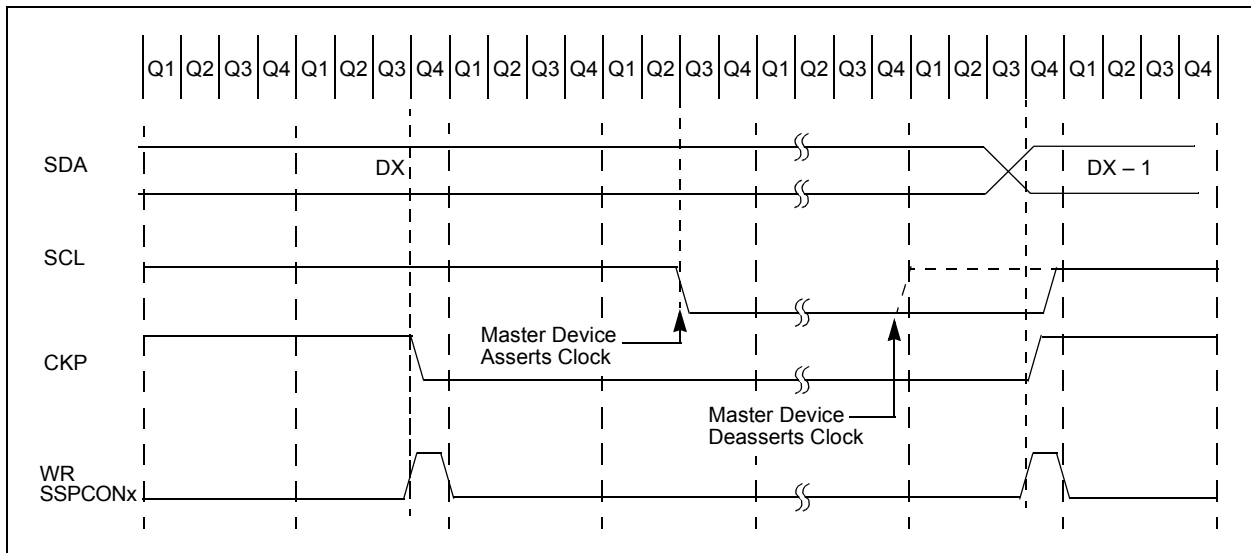 Q1 Q2 Q3 Q4 Q1 Q2 Q3 Q4 Q1 Q2 Q3 Q4 Q1 Q2 Q3 Q4 Q1 Q2 Q3 Q4 Q1 Q2 Q3 Q4 Q1 Q2 Q3 Q4
SDA
DX
DX – 1
SCL
Master Device
Asserts Clock
CKP
Master Device
Deasserts Clock
WR
SSPCONx